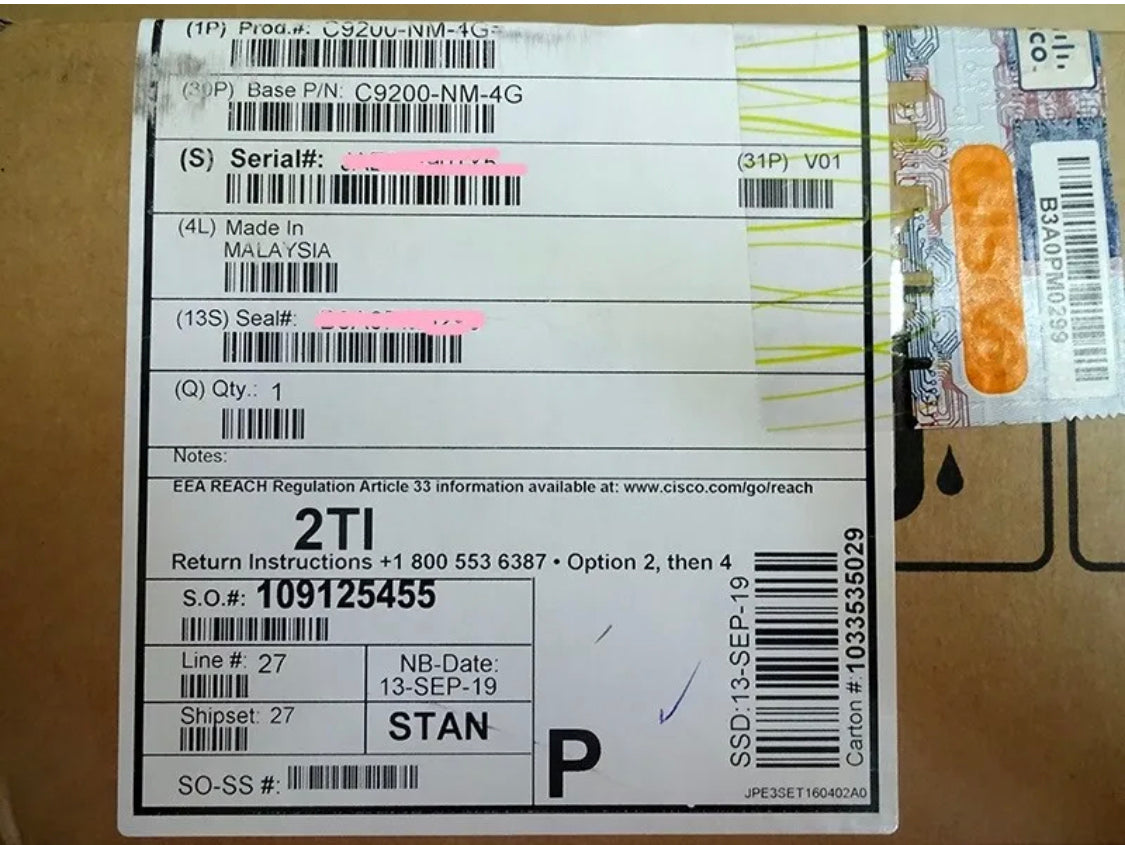 (1P) Prod.#: C9200-NM-4G=
(30P) Base P/N: C9200-NM-4G
(S) Serial#:
(31P) V01
(4L) Made In
MALAYSIA
(13S) Seal#:
(Q) Qty.: 1
Notes:
EEA REACH Regulation Article 33 information available at: www.cisco.com/go/reach
2TI
Return Instructions +1 800 553 6387 • Option 2, then 4
S.O.#: 109125455
Line #: 27
NB-Date:
13-SEP-19
Shipset: 27
STAN
SO-SS #:
P
SSD:13-SEP-19
Carton #:1033535029
JPE3SET160402A0
CISCO
B3A0PM0299